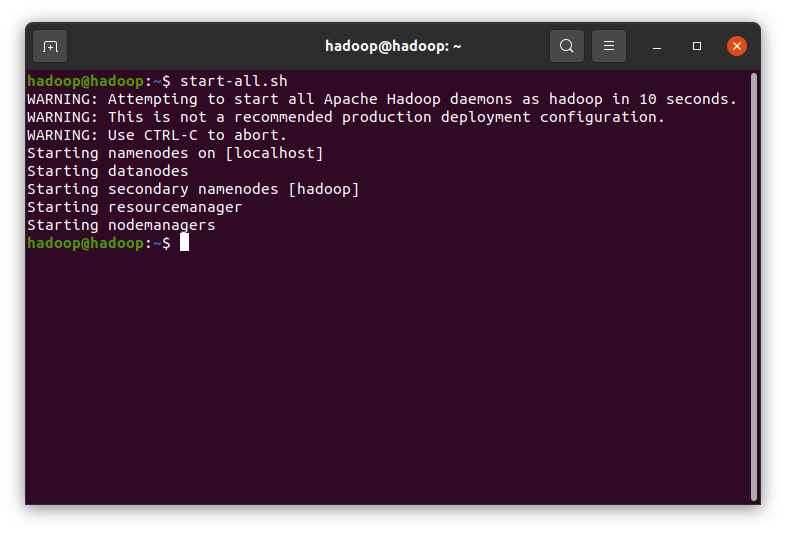 hadoop@hadoop: ~
hadoop@hadoop:~$ start-all.sh
WARNING: Attempting to start all Apache Hadoop daemons as hadoop in 10 seconds.
WARNING: This is not a recommended production deployment configuration.
WARNING: Use CTRL-C to abort.
Starting namenodes on [localhost]
Starting datanodes
Starting secondary namenodes [hadoop]
Starting resourcemanager
Starting nodemanagers
hadoop@hadoop:~$